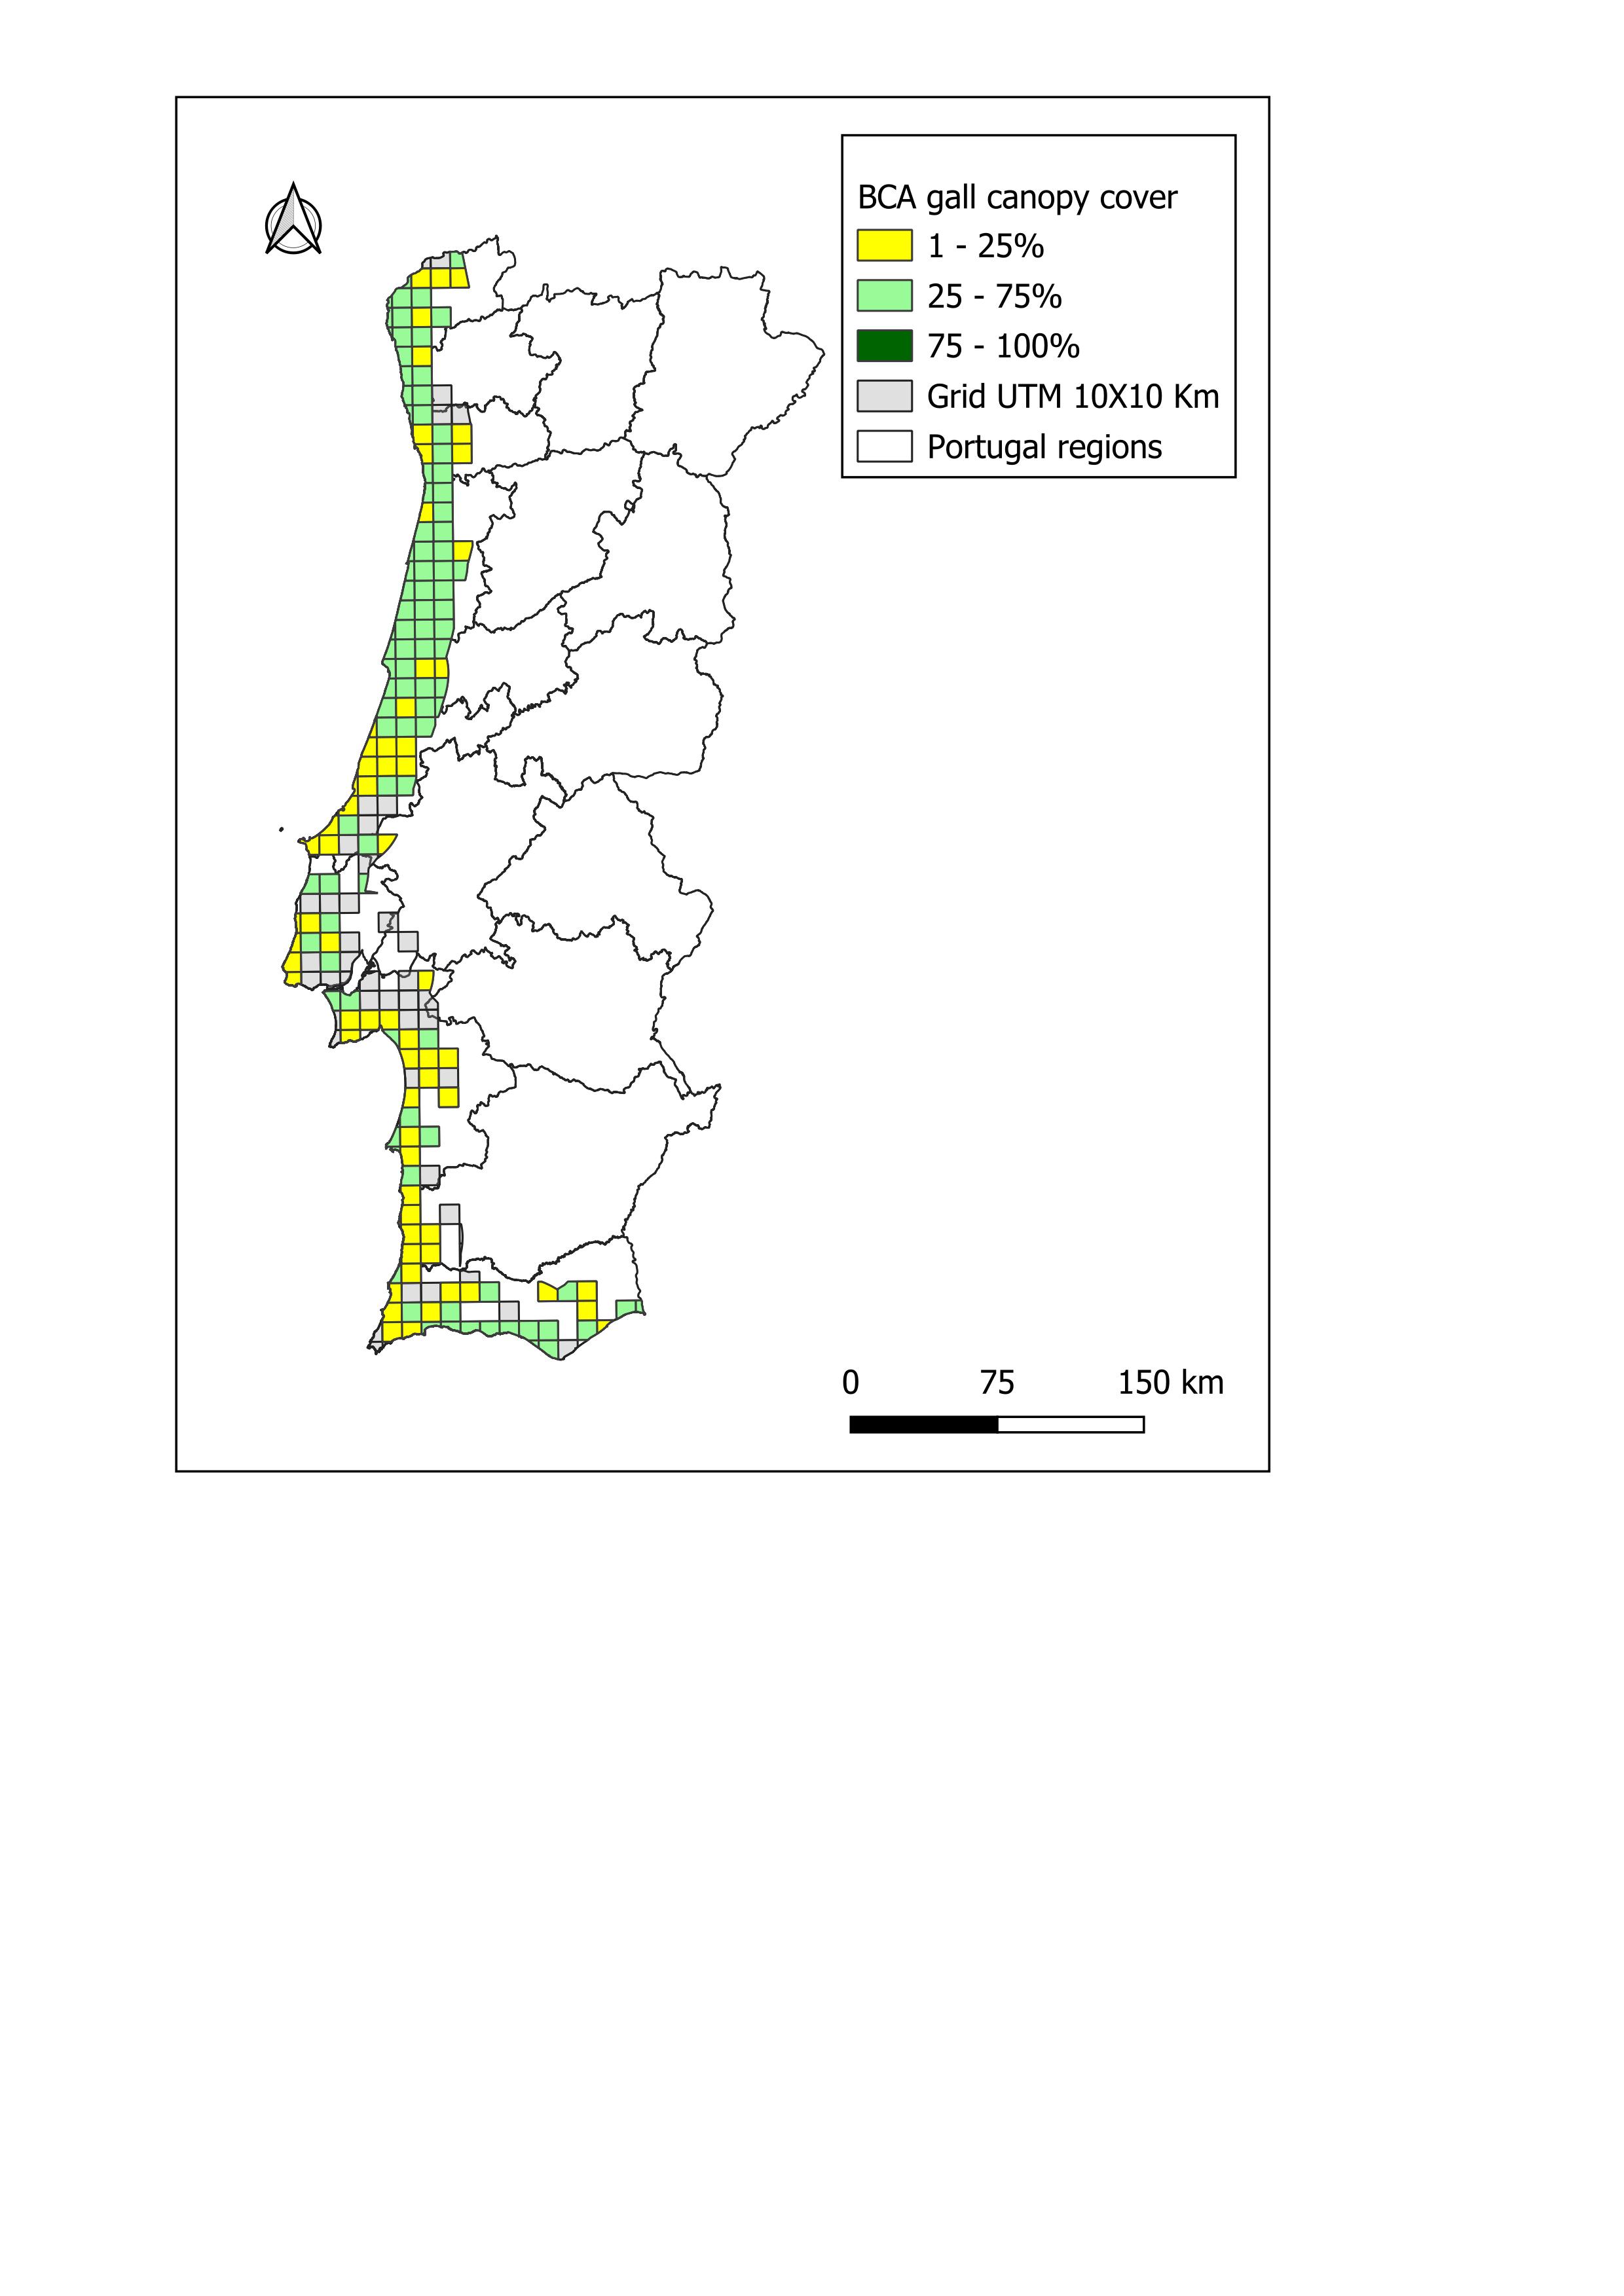 BCA gall canopy cover
1 - 25%
25 - 75%
75 - 100%
Grid UTM 10X10 Km
Portugal regions
0 75 150 km